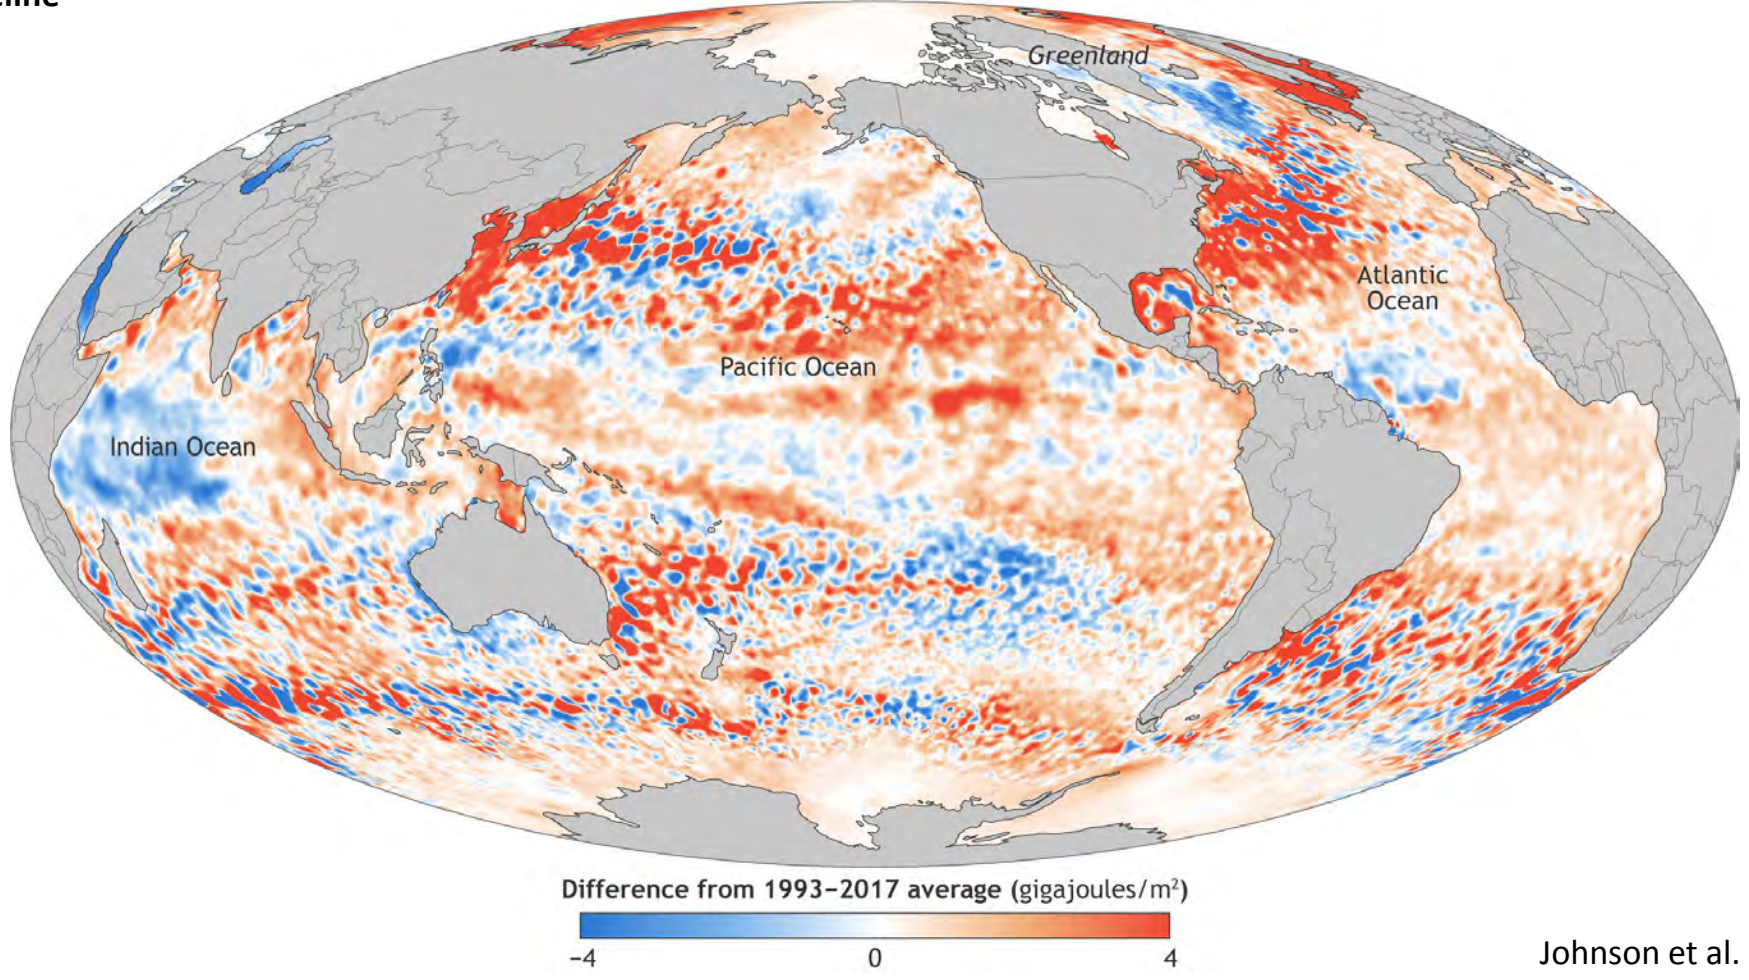 Greenland
Atlantic
Ocean
Pacific Ocean
Indian Ocean
Difference from 1993–2017 average (gigajoules/m²)
−4
0
4
Johnson et al.